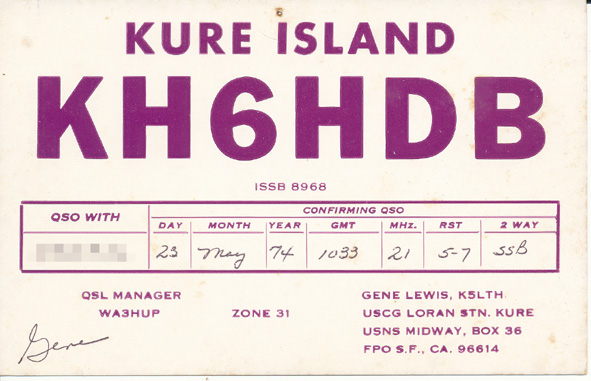 KURE ISLAND
KH6HDB
ISSB 8968
QSO WITH
CONFIRMING QSO
DAY MONTH YEAR GMT MHZ. RST 2 WAY
23 May 74 1033 21 5-7 SSB
QSL MANAGER
WA3HUP
ZONE 31
GENE LEWIS, K5LTH
USCG LORAN STN. KURE
USNS MIDWAY, BOX 36
FPO S.F., CA. 96614
Gene